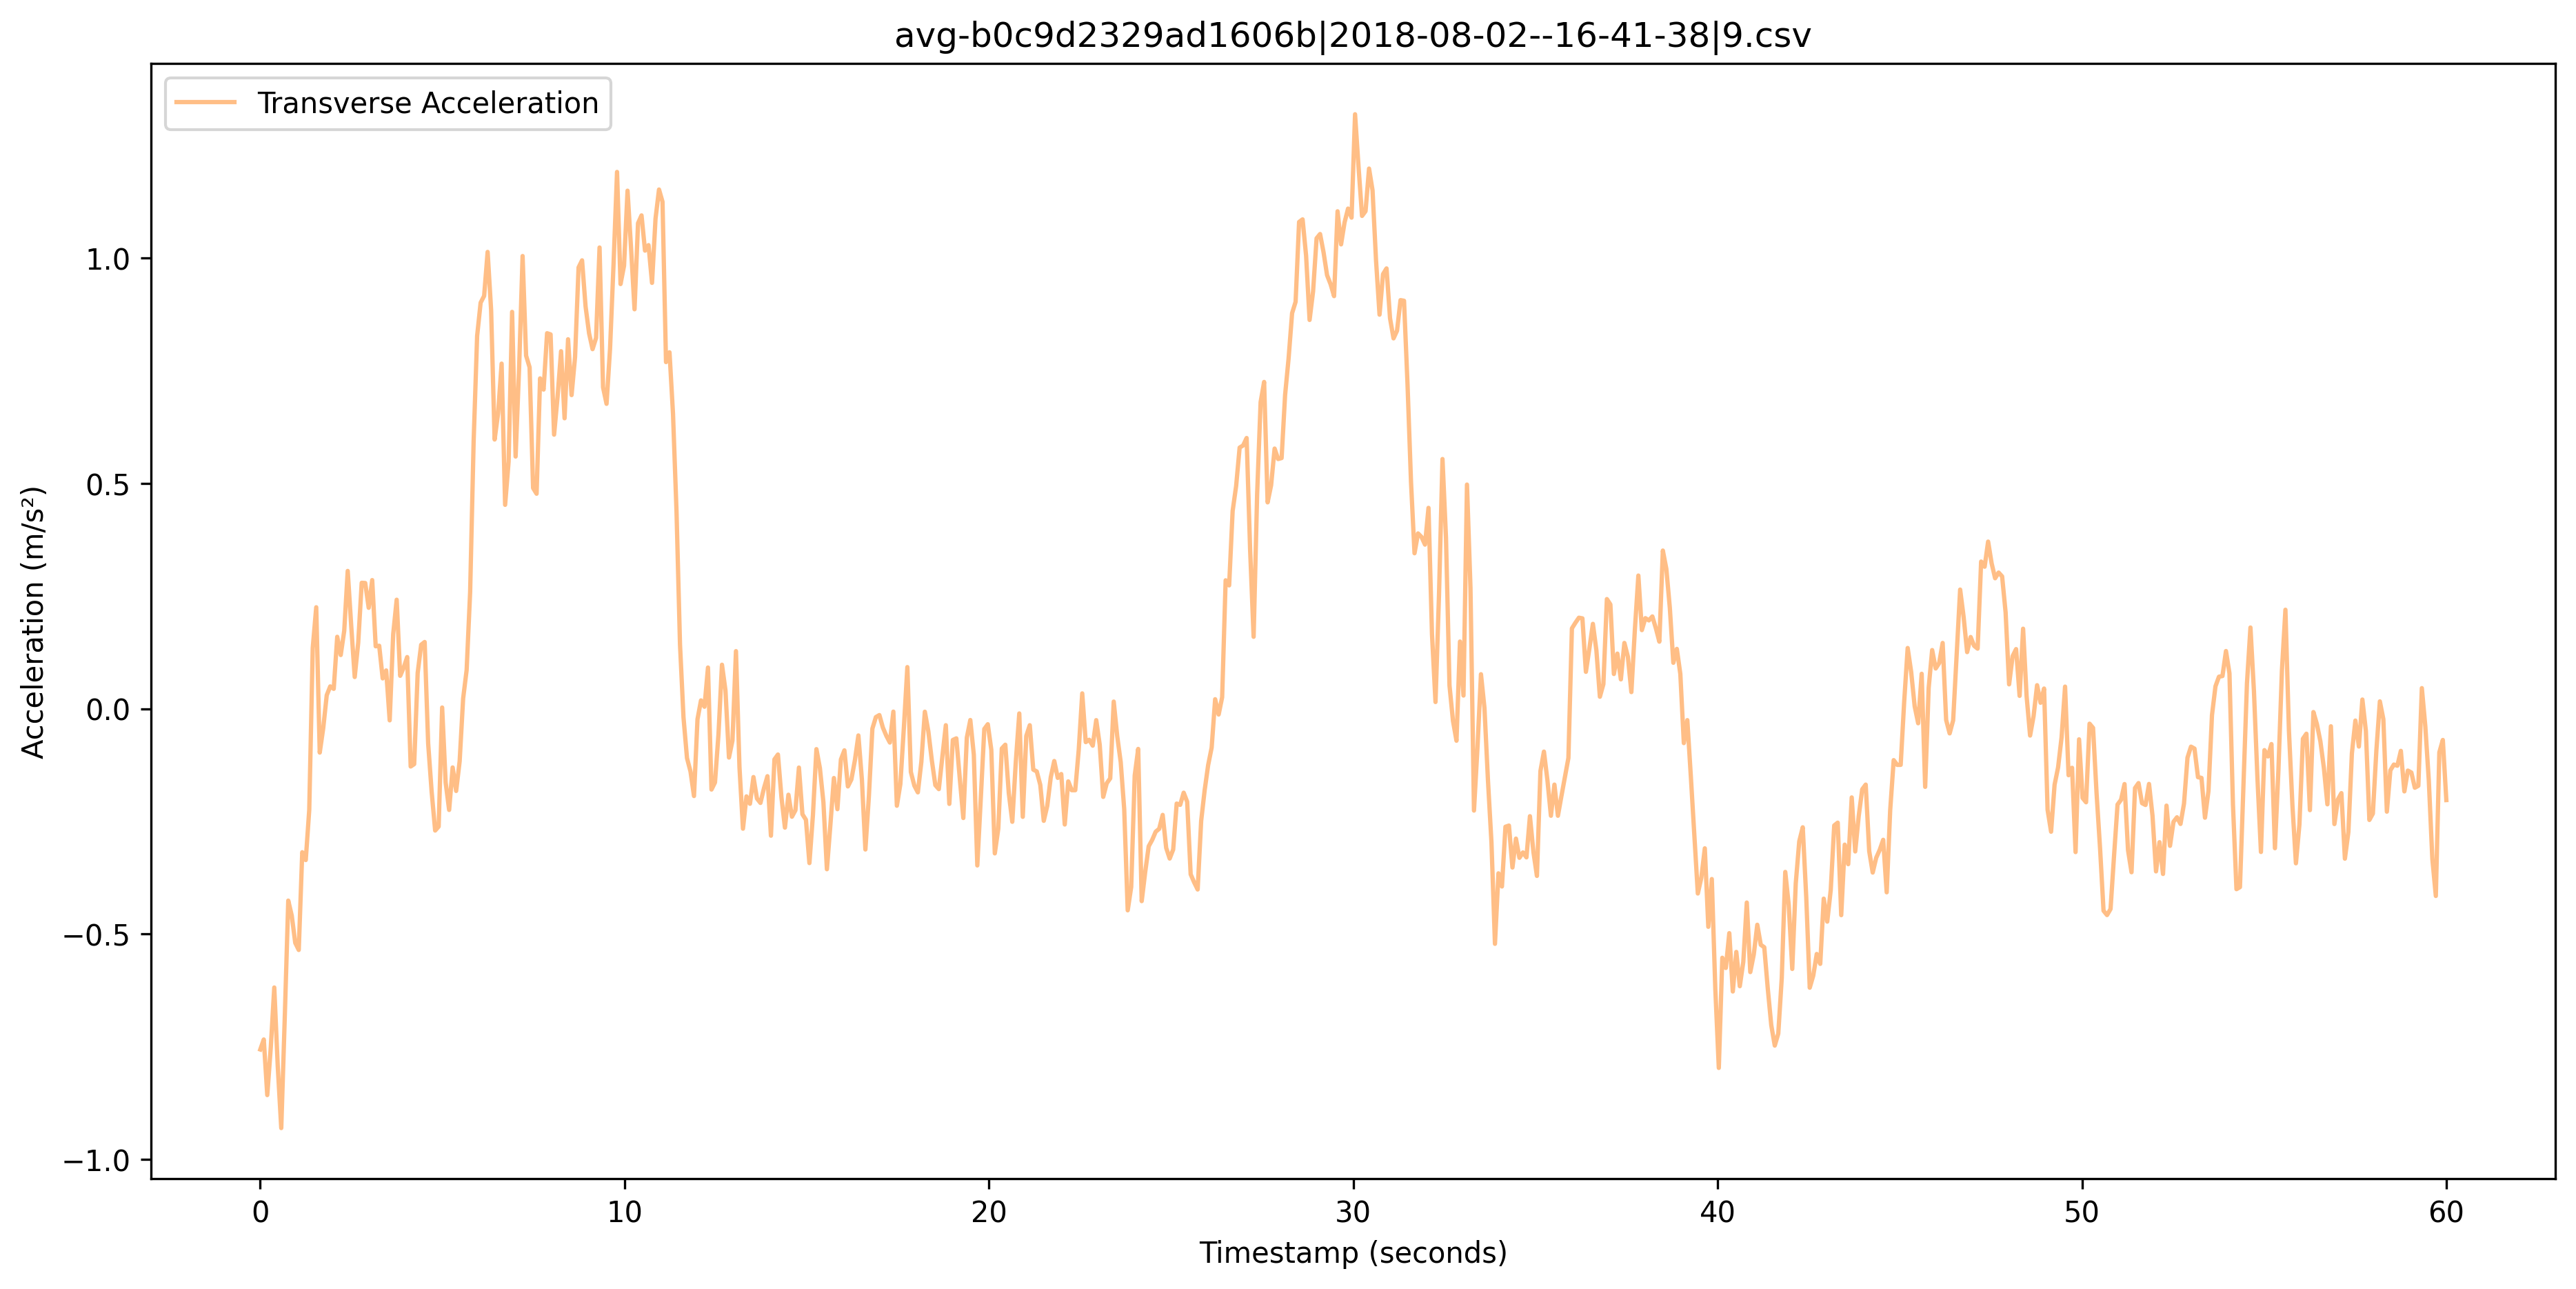 avg-b0c9d2329ad1606b|2018-08-02--16-41-38|9.csv
Transverse Acceleration
Acceleration (m/s²)
1.0
0.5
0.0
−0.5
−1.0
0 10 20 30 40 50 60
Timestamp (seconds)